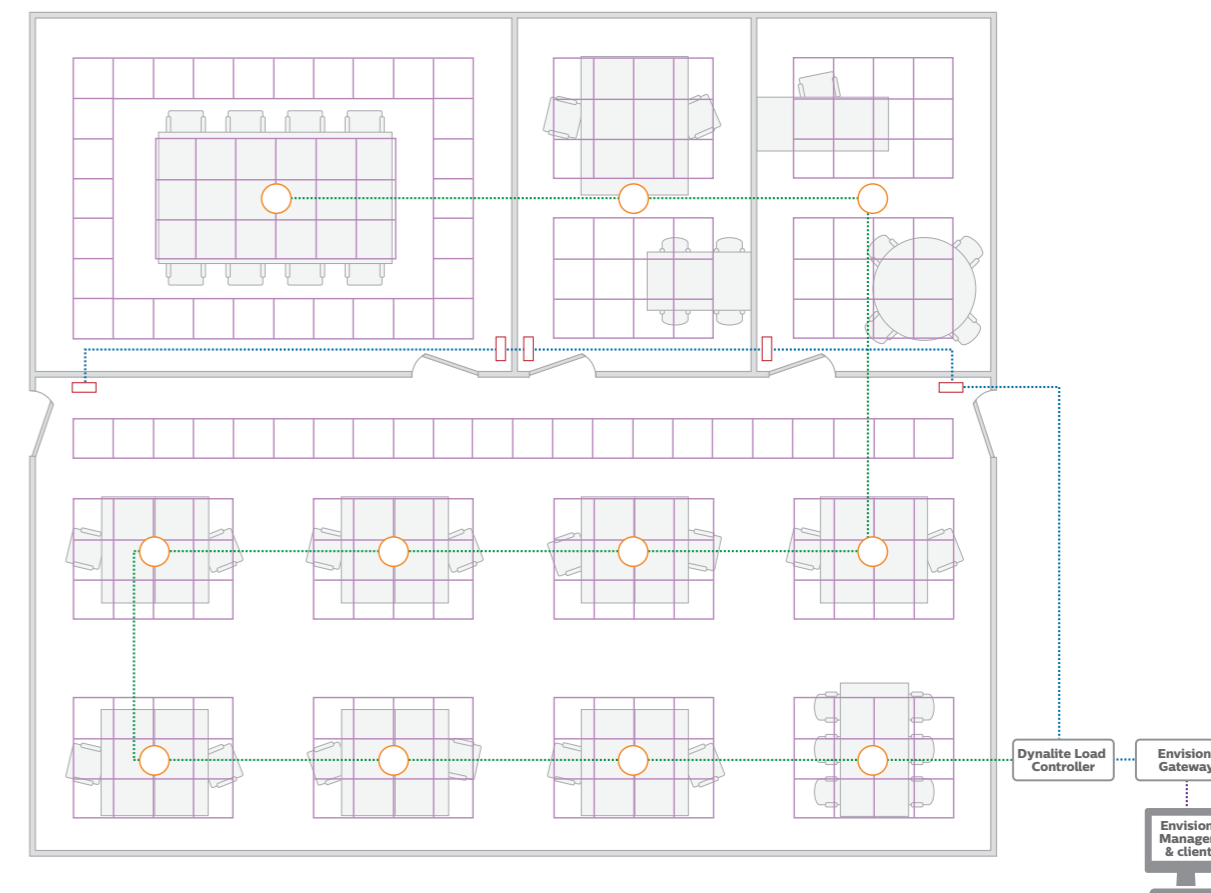 Dynalite Load
Controller
Envision
Gateway
Envision
Manager
& client